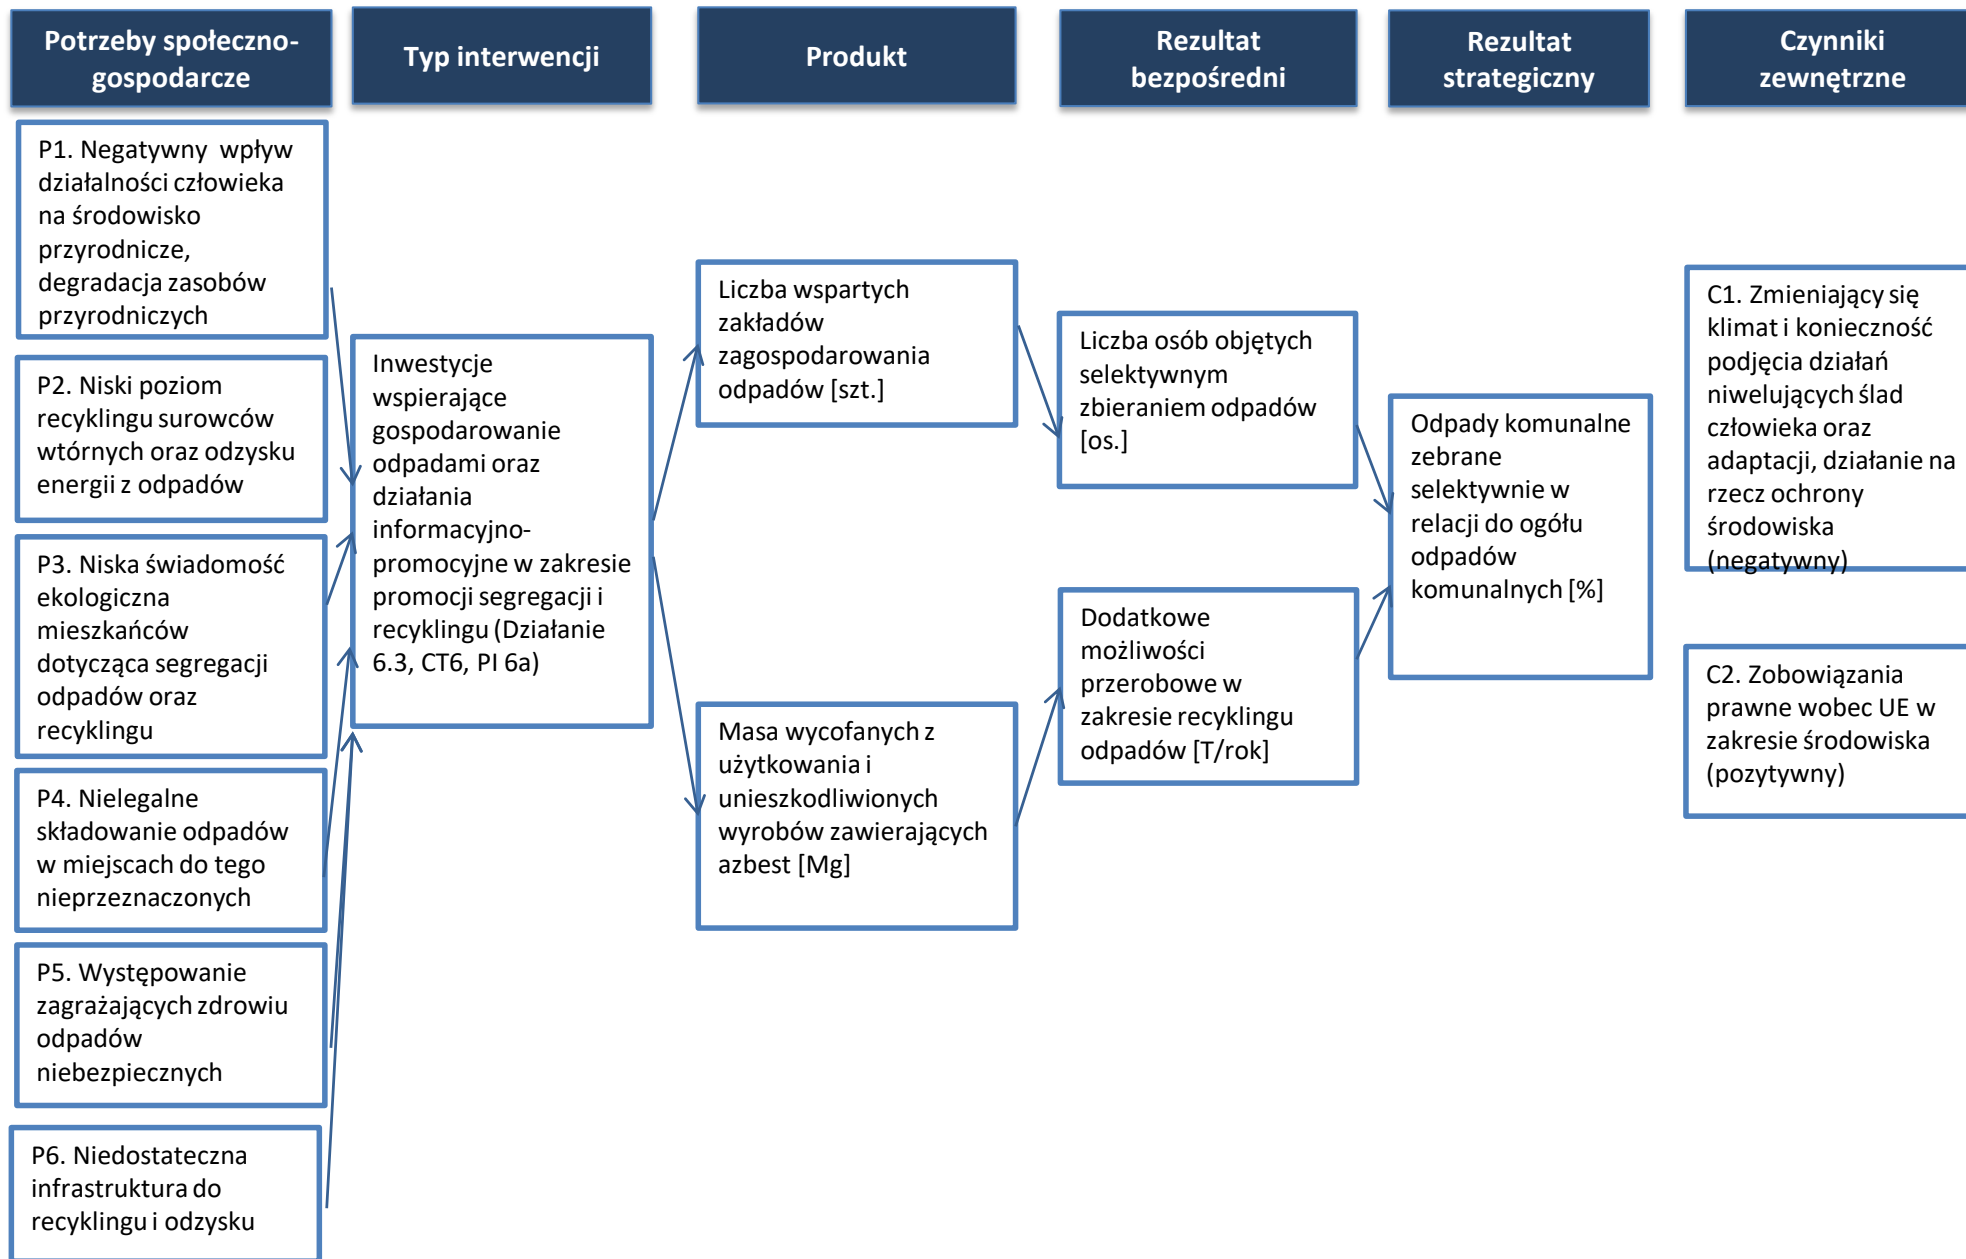 Potrzeby społeczno-
gospodarcze
Typ interwencji
Produkt
Rezultat
bezpośredni
Rezultat
strategiczny
Czynniki
zewnętrzne
P1. Negatywny wpływ
działalności człowieka
na środowisko
przyrodnicze,
degradacja zasobów
przyrodniczych
P2. Niski poziom
recyklingu surowców
wtórnych oraz odzysku
energii z odpadów
P3. Niska świadomość
ekologiczna
mieszkańców
dotycząca segregacji
odpadów oraz
recyklingu
P4. Nielegalne
składowanie odpadów
w miejscach do tego
nieprzeznaczonych
P5. Występowanie
zagrażających zdrowiu
odpadów
niebezpiecznych
P6. Niedostateczna
infrastruktura do
recyklingu i odzysku
Inwestycje
wspierające
gospodarowanie
odpadami oraz
działania
informacyjno-
promocyjne w zakresie
promocji segregacji i
recyklingu (Działanie
6.3, CT6, PI 6a)
Liczba wspartych
zakładów
zagospodarowania
odpadów [szt.]
Masa wycofanych z
użytkowania i
unieszkodliwionych
wyrobów zawierających
azbest [Mg]
Liczba osób objętych
selektywnym
zbieraniem odpadów
[os.]
Dodatkowe
możliwości
przerobowe w
zakresie recyklingu
odpadów [T/rok]
Odpady komunalne
zebrane
selektywnie w
relacji do ogółu
odpadów
komunalnych [%]
C1. Zmieniający się
klimat i konieczność
podjęcia działań
niwelujących ślad
człowieka oraz
adaptacji, działanie na
rzecz ochrony
środowiska
(negatywny)
C2. Zobowiązania
prawne wobec UE w
zakresie środowiska
(pozytywny)